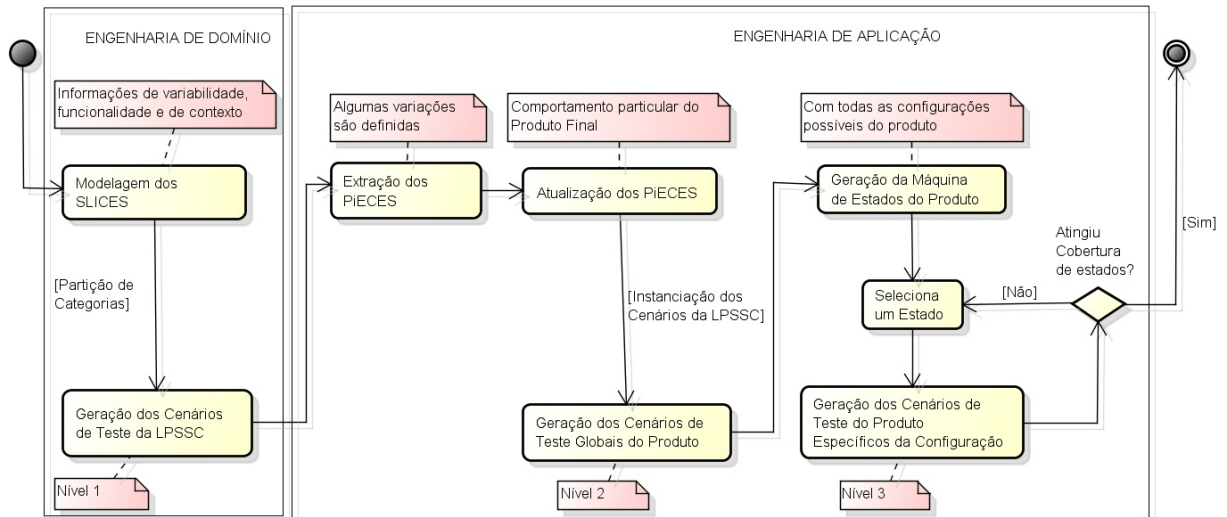 ENGENHARIA DE DOMÍNIO
Informações de variabilidade,
funcionalidade e de contexto
Modelagem dos
SLICES
[Partição de
Categorias]
Geração dos Cenários
de Teste da LPSSC
Nível 1
ENGENHARIA DE APLICAÇÃO
Algumas variações
são definidas
Extração dos
PiECES
Comportamento particular do
Produto Final
Atualização dos PiECES
[Instanciação dos
Cenários da LPSSC]
Geração dos Cenários de
Teste Globais do Produto
Nível 2
Com todas as configurações
possíveis do produto
Geração da Máquina
de Estados do Produto
Seleciona
um Estado
Geração dos Cenários de
Teste do Produto
Específicos da Configuração
Nível 3
Atingiu
Cobertura
de estados?
[Não]
[Sim]